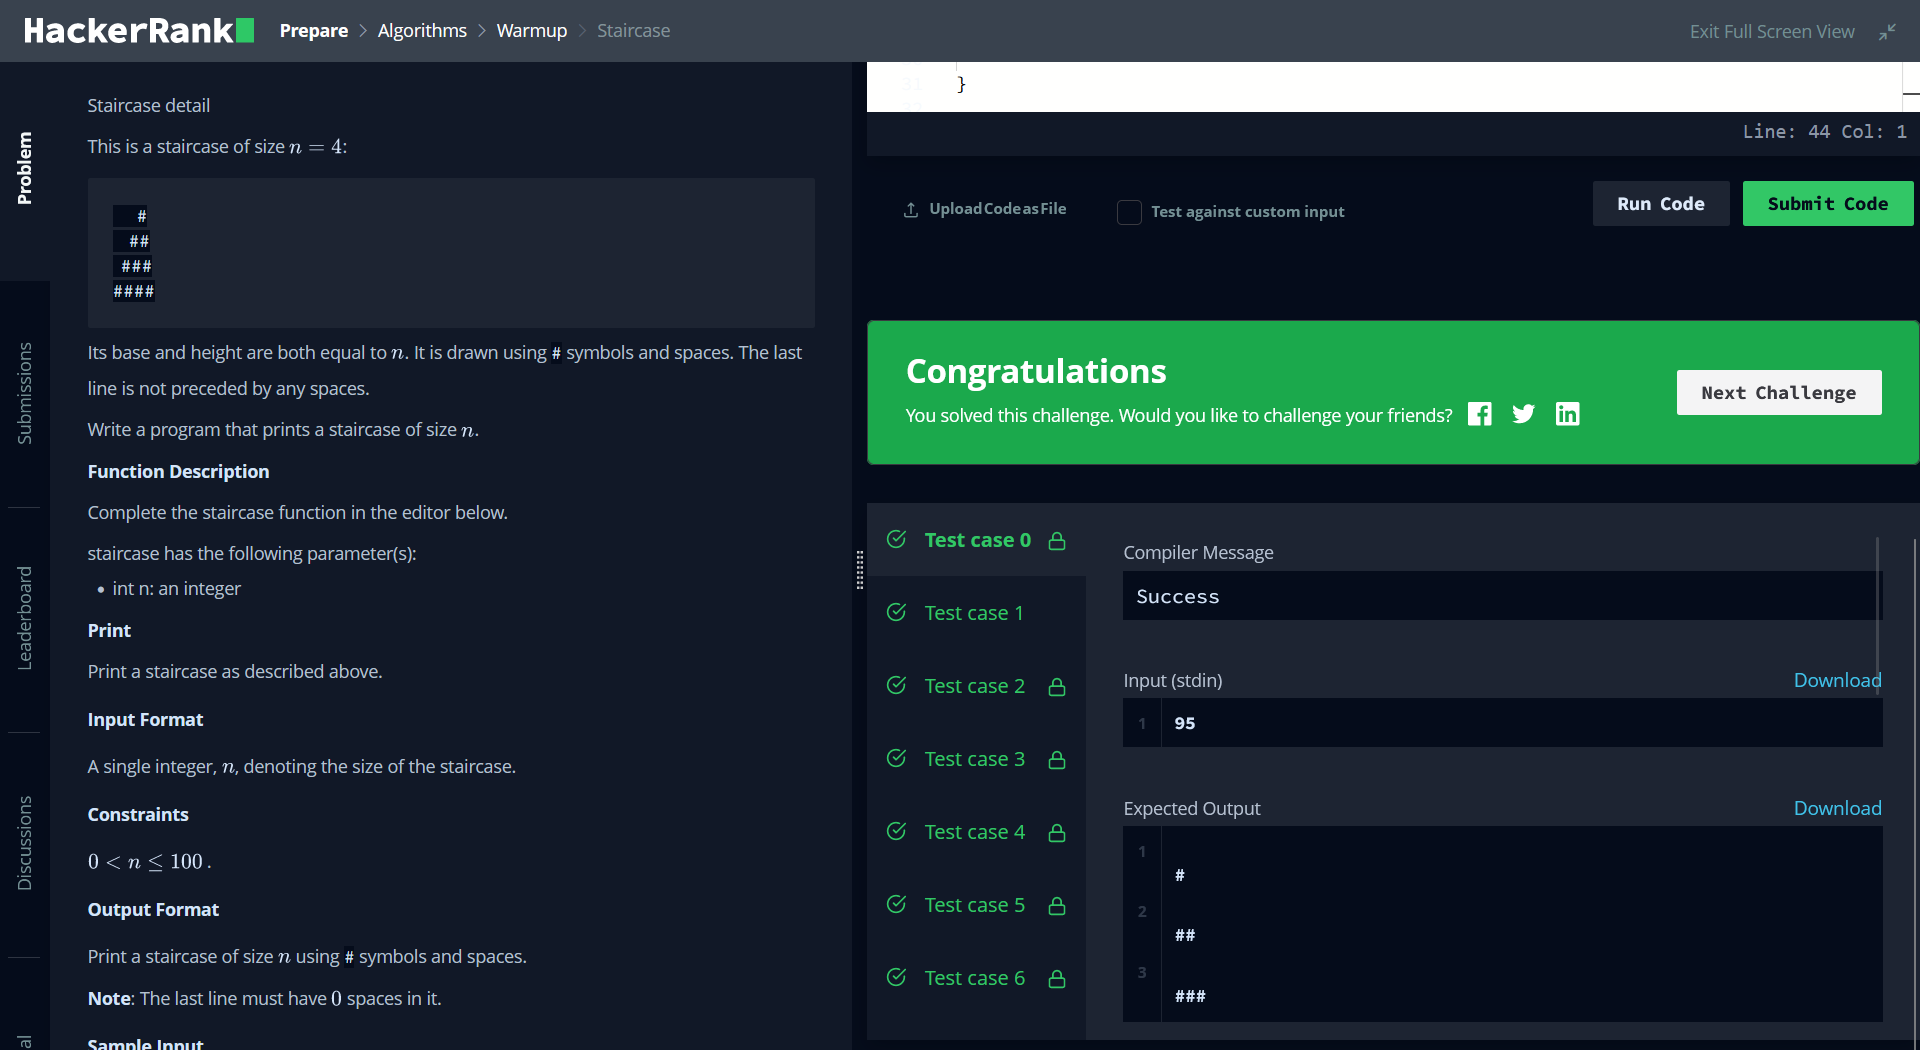 HackerRank
Prepare > Algorithms > Warmup > Staircase
Exit Full Screen View
Problem
Submissions
Leaderboard
Discussions
al
Staircase detail
This is a staircase of size n = 4:
   #
  ##
 ###
####
Its base and height are both equal to n. It is drawn using # symbols and spaces. The last
line is not preceded by any spaces.
Write a program that prints a staircase of size n.
Function Description
Complete the staircase function in the editor below.
staircase has the following parameter(s):
• int n: an integer
Print
Print a staircase as described above.
Input Format
A single integer, n, denoting the size of the staircase.
Constraints
0 < n ≤ 100 .
Output Format
Print a staircase of size n using # symbols and spaces.
Note: The last line must have 0 spaces in it.
Sample Input
31 }
Line: 44 Col: 1
Upload Code as File
Test against custom input
Run Code
Submit Code
Congratulations
You solved this challenge. Would you like to challenge your friends?
Next Challenge
Test case 0
Test case 1
Test case 2
Test case 3
Test case 4
Test case 5
Test case 6
Compiler Message
Success
Input (stdin)
Download
1 95
Expected Output
Download
1
#
2
##
3
###